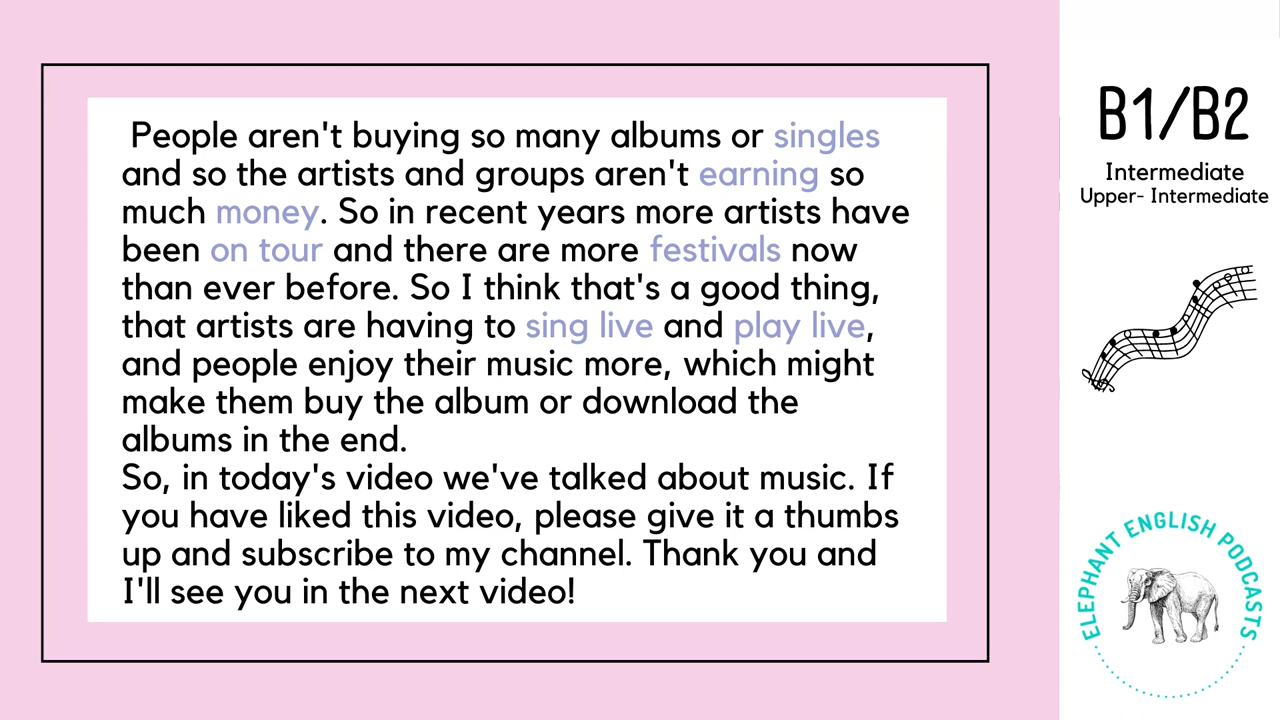 People aren't buying so many albums or singles
and so the artists and groups aren't earning so
much money. So in recent years more artists have
been on tour and there are more festivals now
than ever before. So I think that's a good thing,
that artists are having to sing live and play live,
and people enjoy their music more, which might
make them buy the album or download the
albums in the end.
So, in today's video we've talked about music. If
you have liked this video, please give it a thumbs
up and subscribe to my channel. Thank you and
I'll see you in the next video!
B1/B2
Intermediate
Upper- Intermediate
ELEPHANT ENGLISH PODCASTS